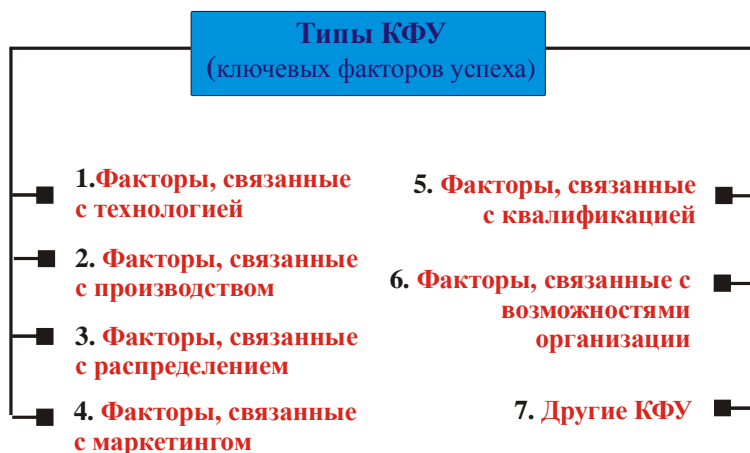 Типы КФУ
(ключевых факторов успеха)
1.Факторы, связанные
с технологией
2. Факторы, связанные
с производством
3. Факторы, связанные
с распределением
4. Факторы, связанные
с маркетингом
5. Факторы, связанные
с квалификацией
6. Факторы, связанные с
возможностями
организации
7. Другие КФУ